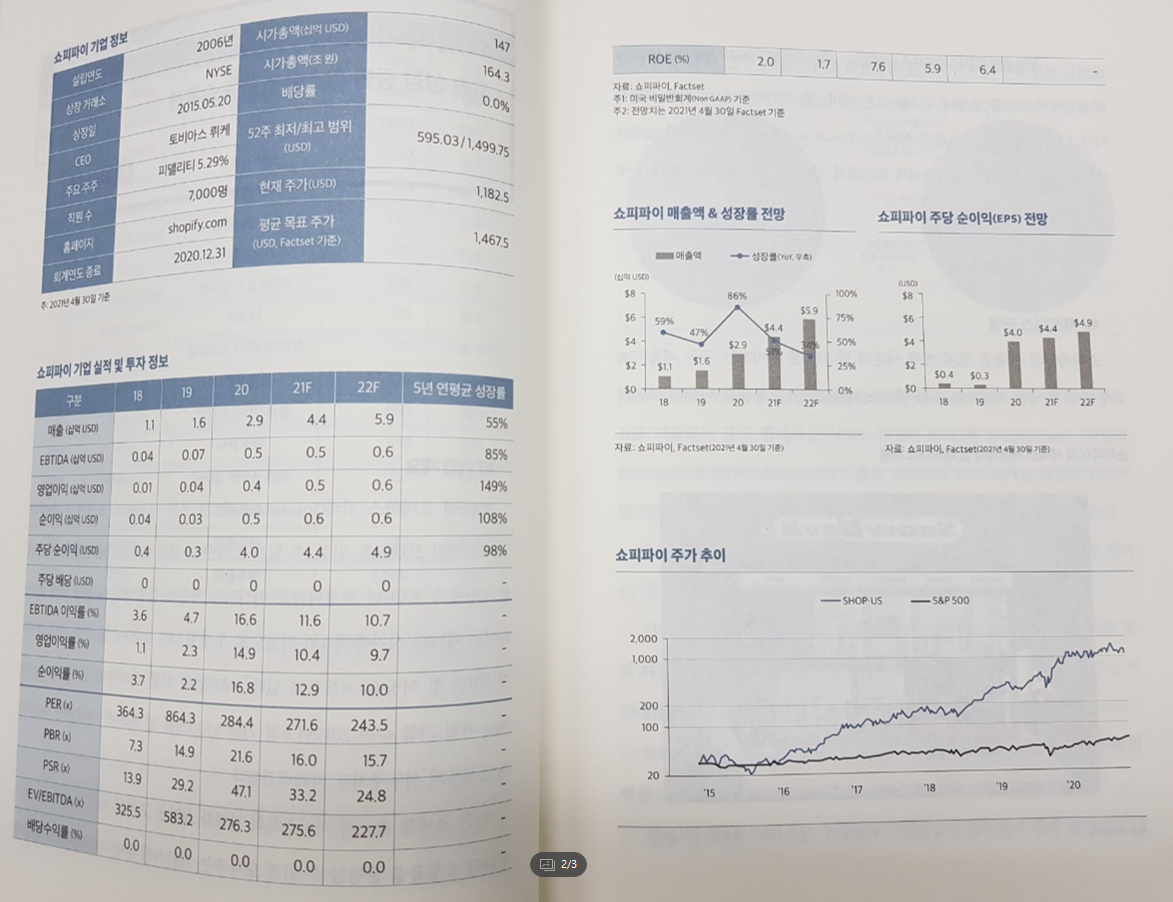 쇼피파이 기업 정보
설립연도 2006년 시가총액(십억 USD) 147
상장 거래소 NYSE 시가총액(조 원) 164.3
상장일 2015.05.20 배당률 0.0%
CEO 토비아스 뤼케 52주 최저/최고 범위 (USD) 595.03/1,499.75
주요 주주 피델리티 5.29%
직원 수 7,000명 현재 주가(USD) 1,182.5
홈페이지 shopify.com 평균 목표 주가 (USD, Factset 기준) 1,467.5
회계연도 종료 2020.12.31
주: 2021년 4월 30일 기준
쇼피파이 기업 실적 및 투자 정보
구분 18 19 20 21F 22F 5년 연평균 성장률
매출 (십억 USD) 1.1 1.6 2.9 4.4 5.9 55%
EBTIDA (십억 USD) 0.04 0.07 0.5 0.5 0.6 85%
영업이익 (십억 USD) 0.01 0.04 0.4 0.5 0.6 149%
순이익 (십억 USD) 0.04 0.03 0.5 0.6 0.6 108%
주당 순이익 (USD) 0.4 0.3 4.0 4.4 4.9 98%
주당 배당 (USD) 0 0 0 0 0 -
EBTIDA 이익률 (%) 3.6 4.7 16.6 11.6 10.7 -
영업이익률 (%) 1.1 2.3 14.9 10.4 9.7 -
순이익률 (%) 3.7 2.2 16.8 12.9 10.0 -
PER (x) 364.3 864.3 284.4 271.6 243.5 -
PBR (x) 7.3 14.9 21.6 16.0 15.7 -
PSR (x) 13.9 29.2 47.1 33.2 24.8 -
EV/EBITDA (x) 325.5 583.2 276.3 275.6 227.7 -
배당수익률 (%) 0.0 0.0 0.0 0.0 0.0 -
ROE (%) 2.0 1.7 7.6 5.9 6.4 -
자료: 쇼피파이, Factset
주1: 미국 비일반회계(Non GAAP) 기준
주2: 전망치는 2021년 4월 30일 Factset 기준
쇼피파이 매출액 & 성장률 전망
매출액 성장률(YoY, 우측)
(십억 USD)
$8 $6 $4 $2 $0
100% 75% 50% 25% 0%
59% 47% 86% 51% 34%
$1.1 $1.6 $2.9 $4.4 $5.9
18 19 20 21F 22F
자료: 쇼피파이, Factset(2021년 4월 30일 기준)
쇼피파이 주당 순이익(EPS) 전망
(USD)
$8 $6 $4 $2 $0
$0.4 $0.3 $4.0 $4.4 $4.9
18 19 20 21F 22F
자료: 쇼피파이, Factset(2021년 4월 30일 기준)
쇼피파이 주가 추이
SHOP-US S&P 500
2,000
1,000
200
100
20
'15 '16 '17 '18 '19 '20
2/3